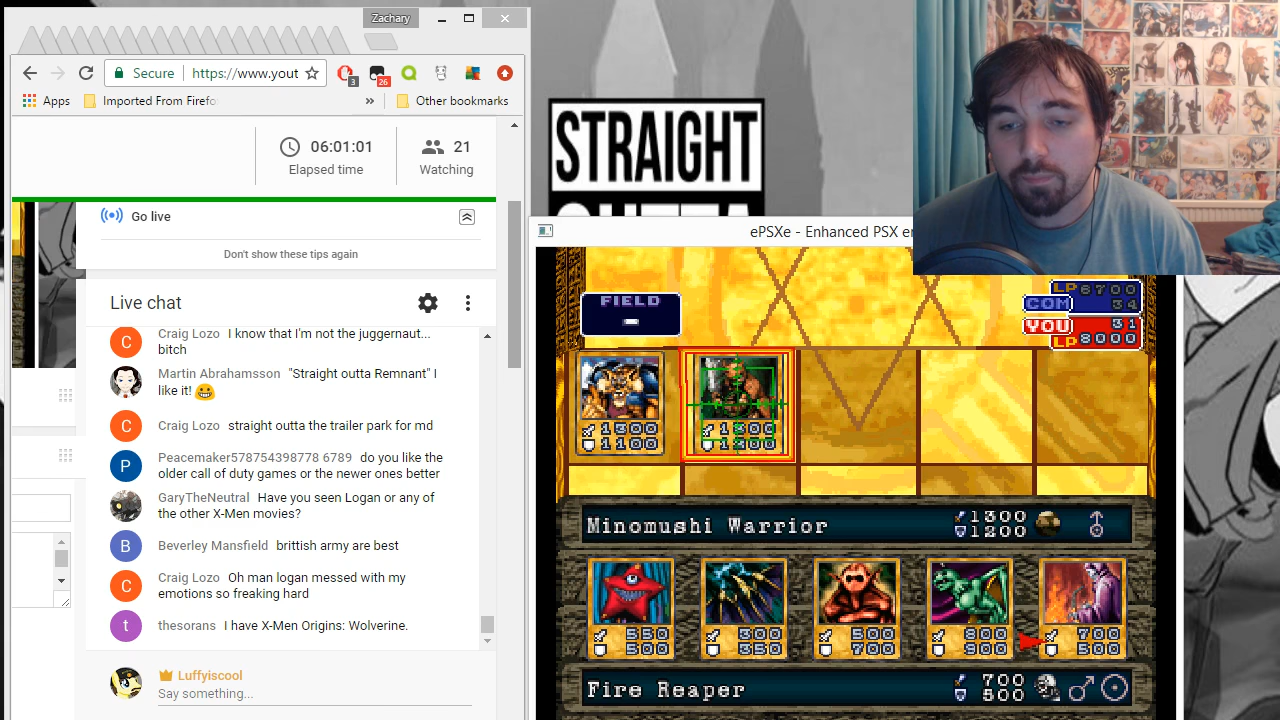 Zachary
Secure
https://www.yout
3
26
Apps
Imported From Firefo
»
Other bookmarks
06:01:01
Elapsed time
21
Watching
Go live
Don't show these tips again
Live chat
Craig Lozo I know that I'm not the juggernaut...
bitch
Martin Abrahamsson "Straight outta Remnant" I
like it!
Craig Lozo straight outta the trailer park for md
Peacemaker578754398778 6789 do you like the
older call of duty games or the newer ones better
GaryTheNeutral Have you seen Logan or any of
the other X-Men movies?
Beverley Mansfield brittish army are best
Craig Lozo Oh man logan messed with my
emotions so freaking hard
thesorans I have X-Men Origins: Wolverine.
Luffyiscool
Say something...
STRAIGHT
OUTTA
ePSXe - Enhanced PSX e
FIELD
LP 6700
COM 34
YOU 31
LP 8000
1300
1100
1300
1200
Minomushi Warrior
1300
1200
550
500
300
350
500
700
800
900
700
500
Fire Reaper
700
500